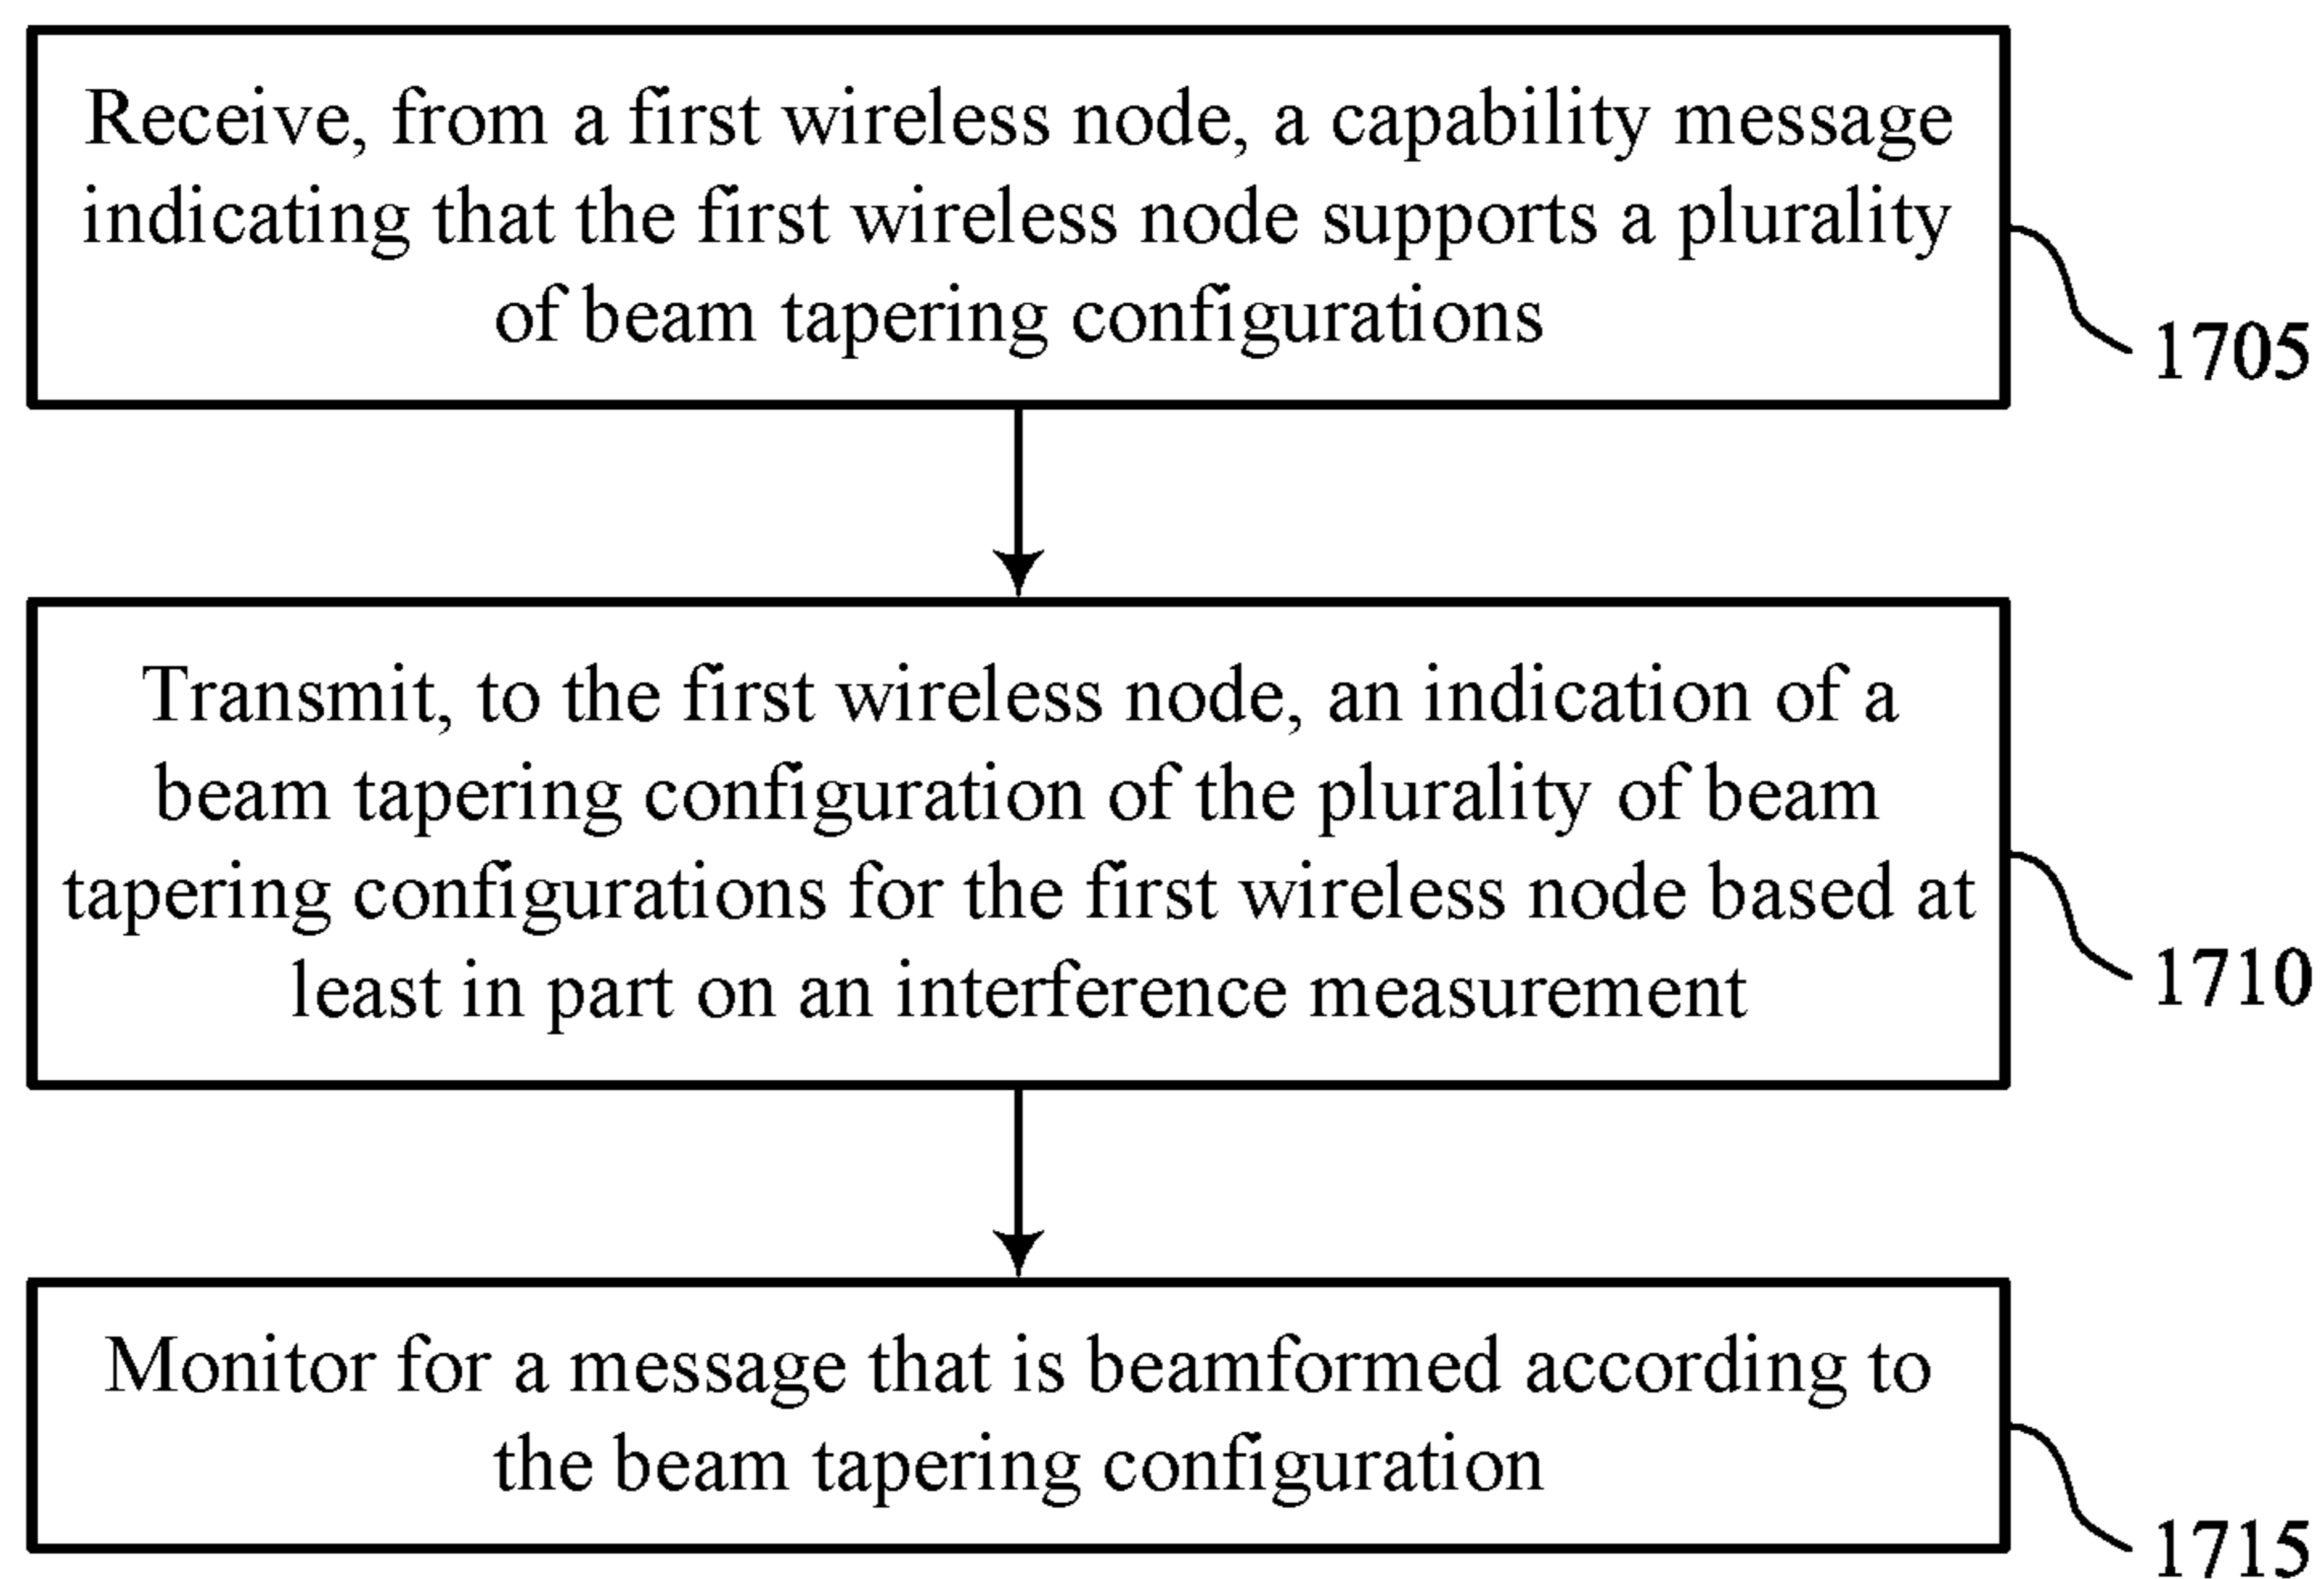 Receive, from a first wireless node, a capability message
indicating that the first wireless node supports a plurality
of beam tapering configurations
1705
Transmit, to the first wireless node, an indication of a
beam tapering configuration of the plurality of beam
tapering configurations for the first wireless node based at
least in part on an interference measurement
1710
Monitor for a message that is beamformed according to
the beam tapering configuration
1715